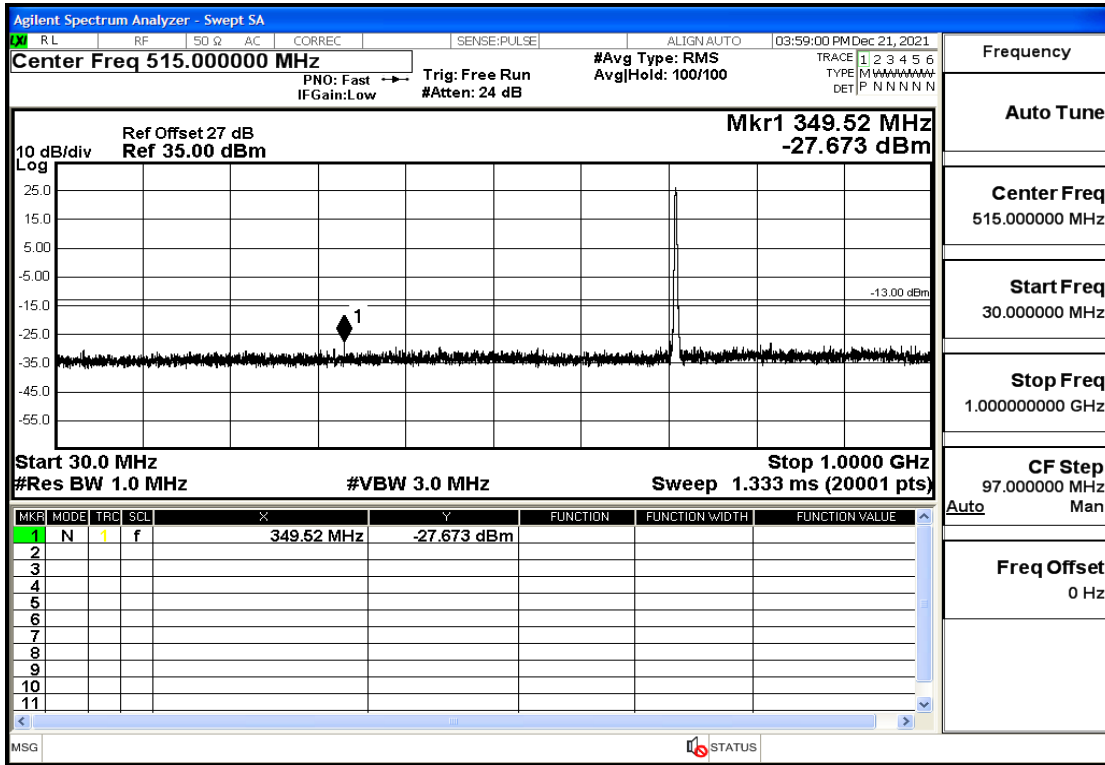 Agilent Spectrum Analyzer - Swept SA
LXI RL RF 50 Ω AC CORREC SENSE:PULSE ALIGN AUTO 03:59:00 PM Dec 21, 2021
Center Freq 515.000000 MHz
PNO: Fast
IFGain:Low
Trig: Free Run
#Atten: 24 dB
#Avg Type: RMS
Avg|Hold: 100/100
TRACE 1 2 3 4 5 6
TYPE M WWWWW
DET P N N N N N
Mkr1 349.52 MHz
-27.673 dBm
Ref Offset 27 dB
10 dB/div Ref 35.00 dBm
Log
25.0
15.0
5.00
-5.00
-13.00 dBm
-15.0
1
-25.0
-35.0
-45.0
-55.0
Start 30.0 MHz Stop 1.0000 GHz
#Res BW 1.0 MHz #VBW 3.0 MHz Sweep 1.333 ms (20001 pts)
MKR MODE TRC SCL X Y FUNCTION FUNCTION WIDTH FUNCTION VALUE
1 N 1 f 349.52 MHz -27.673 dBm
2
3
4
5
6
7
8
9
10
11
MSG STATUS
Frequency
Auto Tune
Center Freq
515.000000 MHz
Start Freq
30.000000 MHz
Stop Freq
1.000000000 GHz
CF Step
97.000000 MHz
Auto Man
Freq Offset
0 Hz